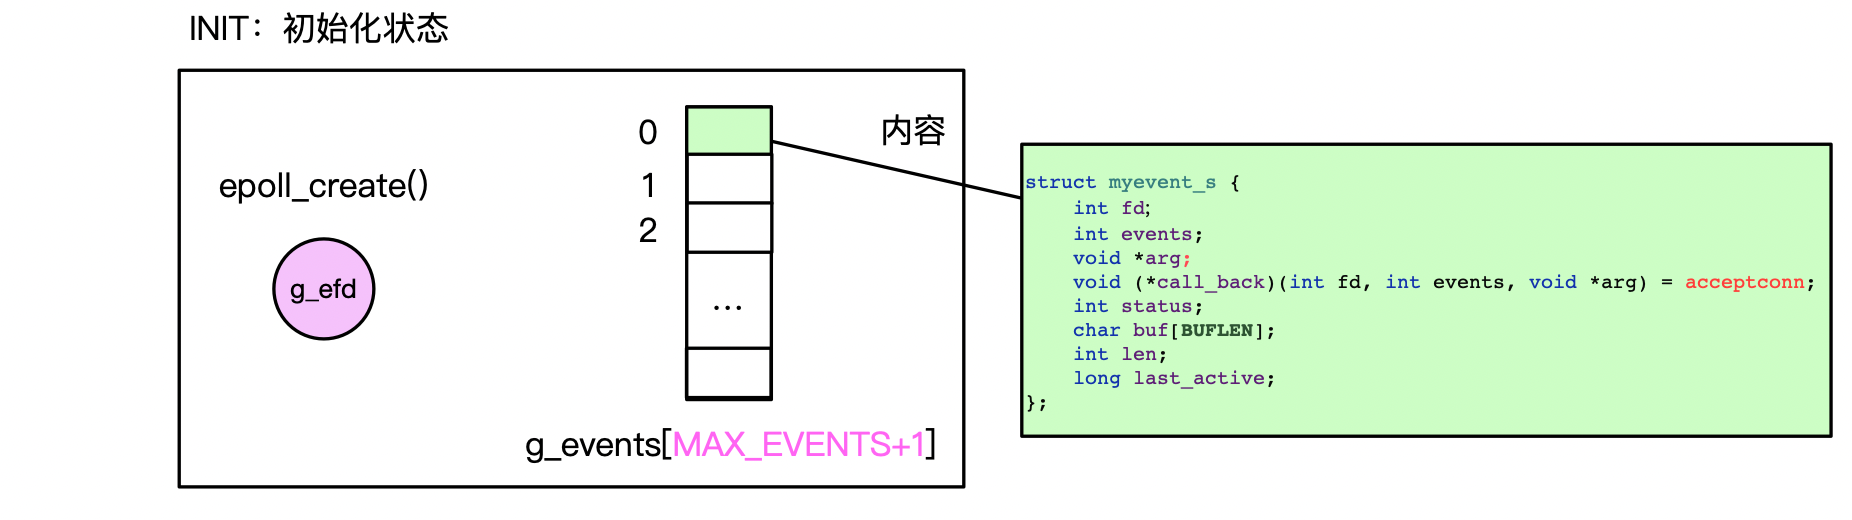 INIT：初始化状态
epoll_create()
g_efd
0
1
2
...
g_events[MAX_EVENTS+1]
内容
struct myevent_s {
    int fd;
    int events;
    void *arg;
    void (*call_back)(int fd, int events, void *arg) = acceptconn;
    int status;
    char buf[BUFLEN];
    int len;
    long last_active;
};